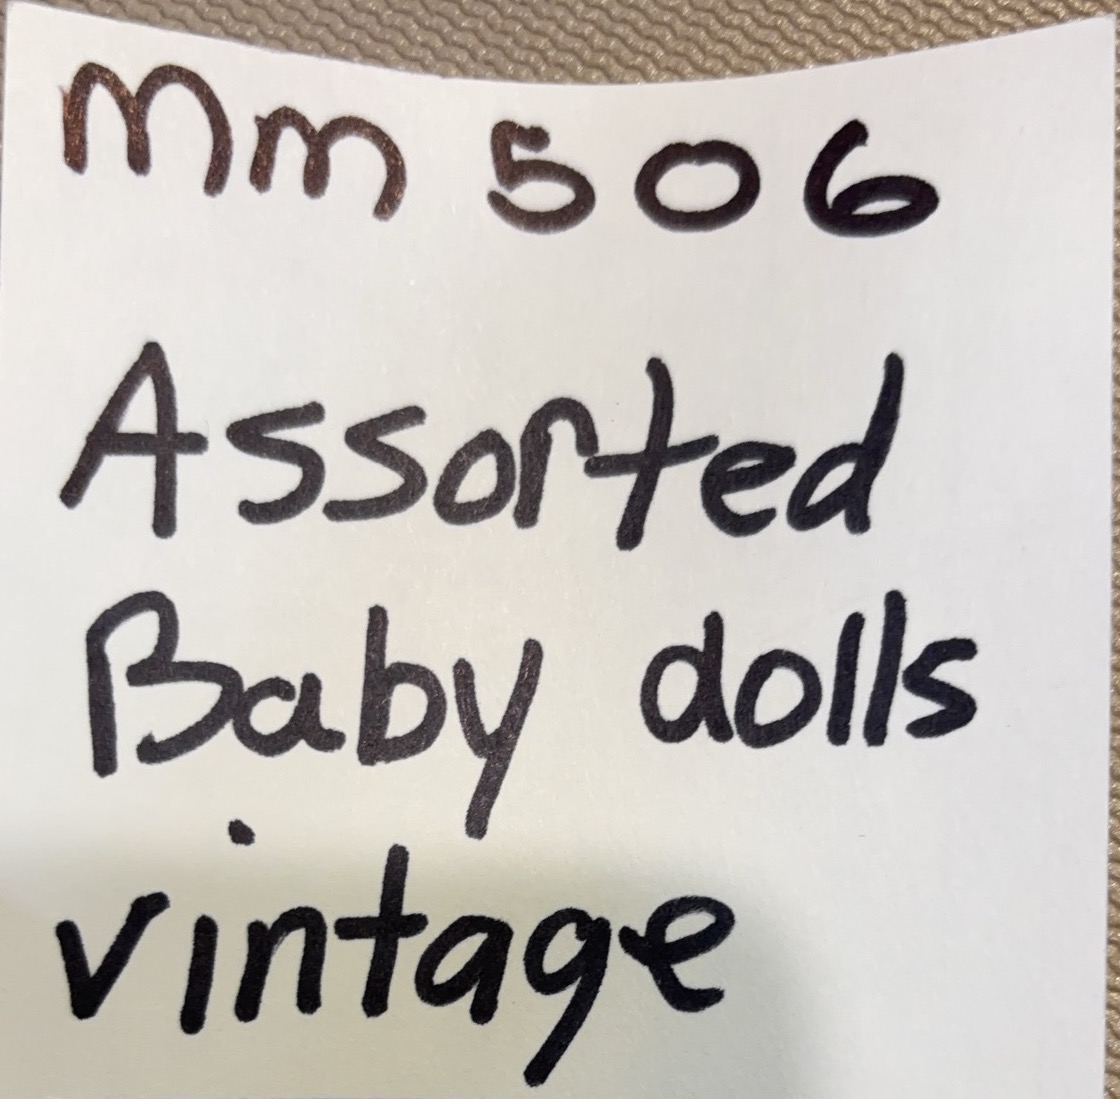 Mm 506
Assorted
Baby dolls
vintage